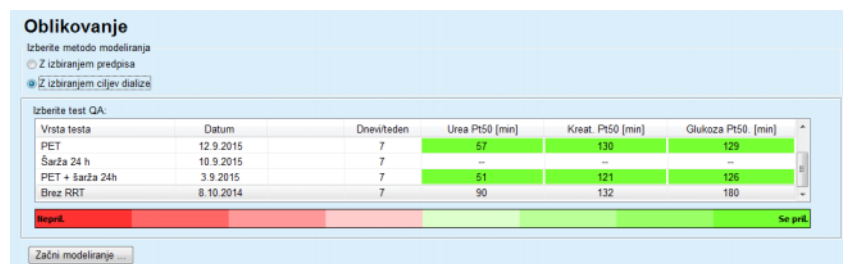 Oblikovanje
Izberite metodo modeliranja
Z izbiranjem predpisa
Z izbiranjem ciljev dialize
Izberite test QA:
Vrsta testa Datum Dnevi/teden Urea Pt50 [min] Kreat. Pt50 [min] Glukoza Pt50. [min]
PET 12.9.2015 7 57 130 129
Šarža 24 h 10.9.2015 7 -- -- --
PET + šarža 24h 3.9.2015 7 51 121 126
Brez RRT 8.10.2014 7 90 132 180
Nepril. Se pril.
Začni modeliranje ...